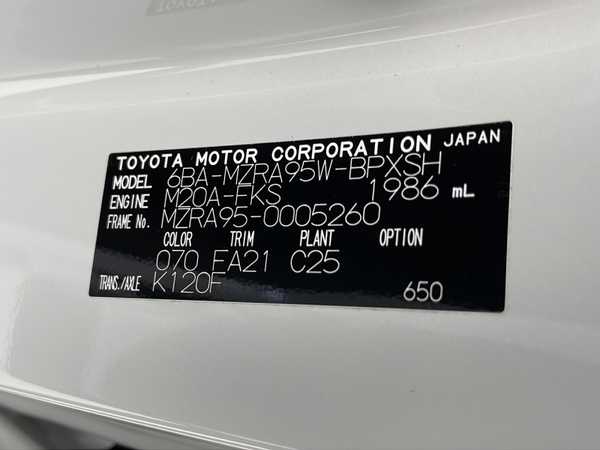 TOYOTA MOTOR CORPORATION JAPAN
MODEL 6BA-MZRA95W-BPXSH
ENGINE M20A-FKS 1986 mL
FRAME No. MZRA95-0005260
COLOR TRIM PLANT OPTION
070 EA21 C25
TRANS./AXLE K120F
650